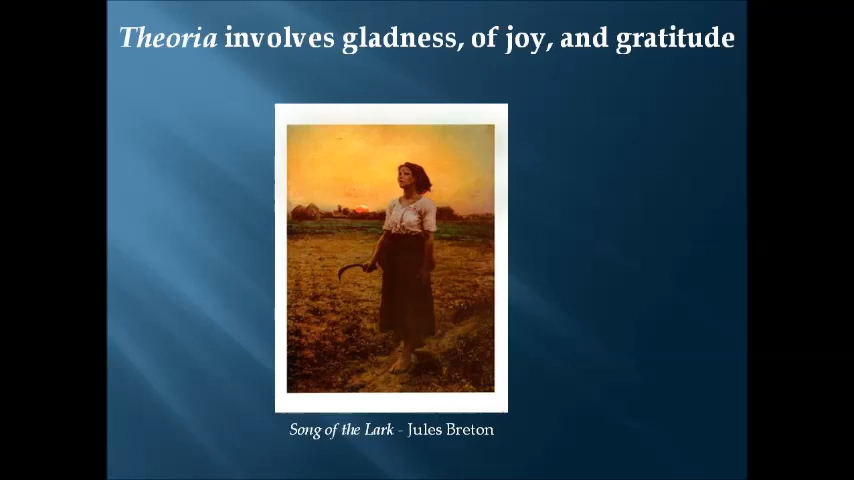 Theoria involves gladness, of joy, and gratitude
Song of the Lark - Jules Breton